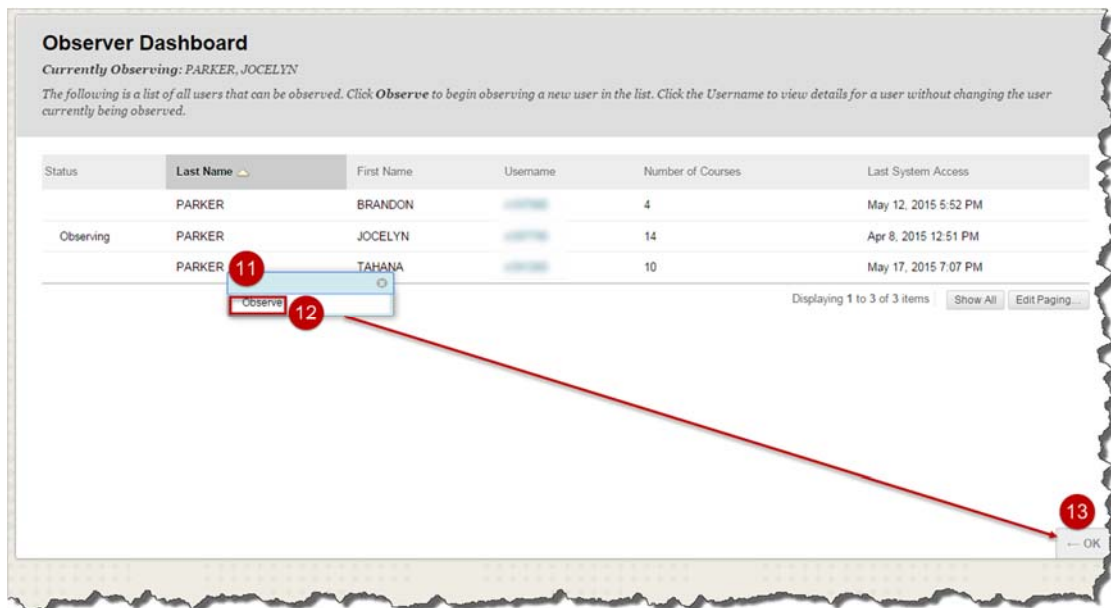 Observer Dashboard
Currently Observing: PARKER, JOCELYN
The following is a list of all users that can be observed. Click Observe to begin observing a new user in the list. Click the Username to view details for a user without changing the user
currently being observed.
Status Last Name First Name Username Number of Courses Last System Access
PARKER BRANDON 4 May 12, 2015 5:52 PM
Observing PARKER JOCELYN 14 Apr 8, 2015 12:51 PM
PARKER TAHANA 10 May 17, 2015 7:07 PM
11
Displaying 1 to 3 of 3 items Show All Edit Paging...
Observe
12
13
← OK